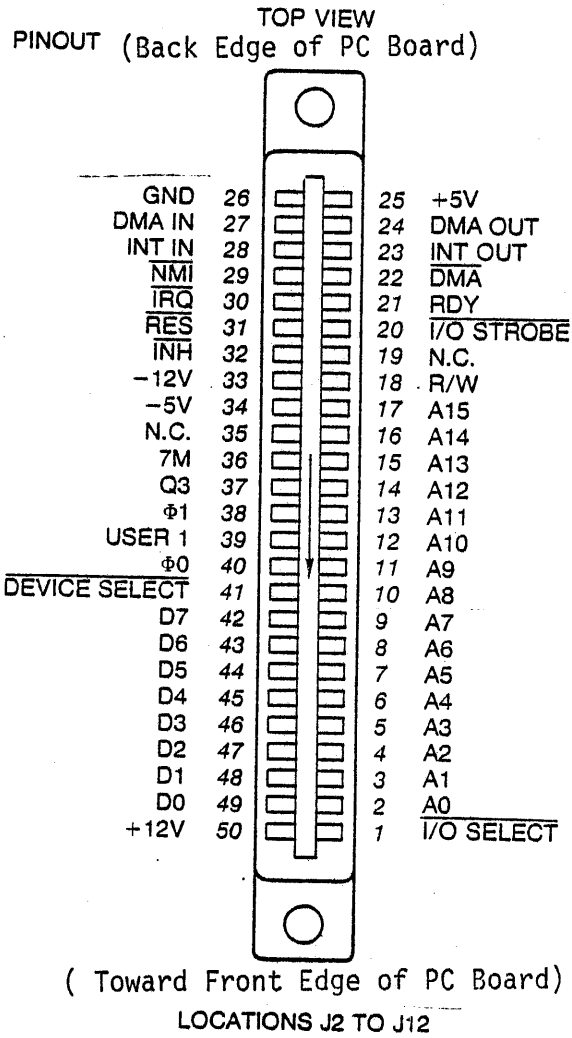 TOP VIEW
PINOUT (Back Edge of PC Board)
GND 26 25 +5V
DMA IN 27 24 DMA OUT
INT IN 28 23 INT OUT
NMI 29 22 DMA
IRQ 30 21 RDY
RES 31 20 I/O STROBE
INH 32 19 N.C.
-12V 33 18 R/W
-5V 34 17 A15
N.C. 35 16 A14
7M 36 15 A13
Q3 37 14 A12
Φ1 38 13 A11
USER 1 39 12 A10
Φ0 40 11 A9
DEVICE SELECT 41 10 A8
D7 42 9 A7
D6 43 8 A6
D5 44 7 A5
D4 45 6 A4
D3 46 5 A3
D2 47 4 A2
D1 48 3 A1
D0 49 2 A0
+12V 50 1 I/O SELECT
( Toward Front Edge of PC Board)
LOCATIONS J2 TO J12